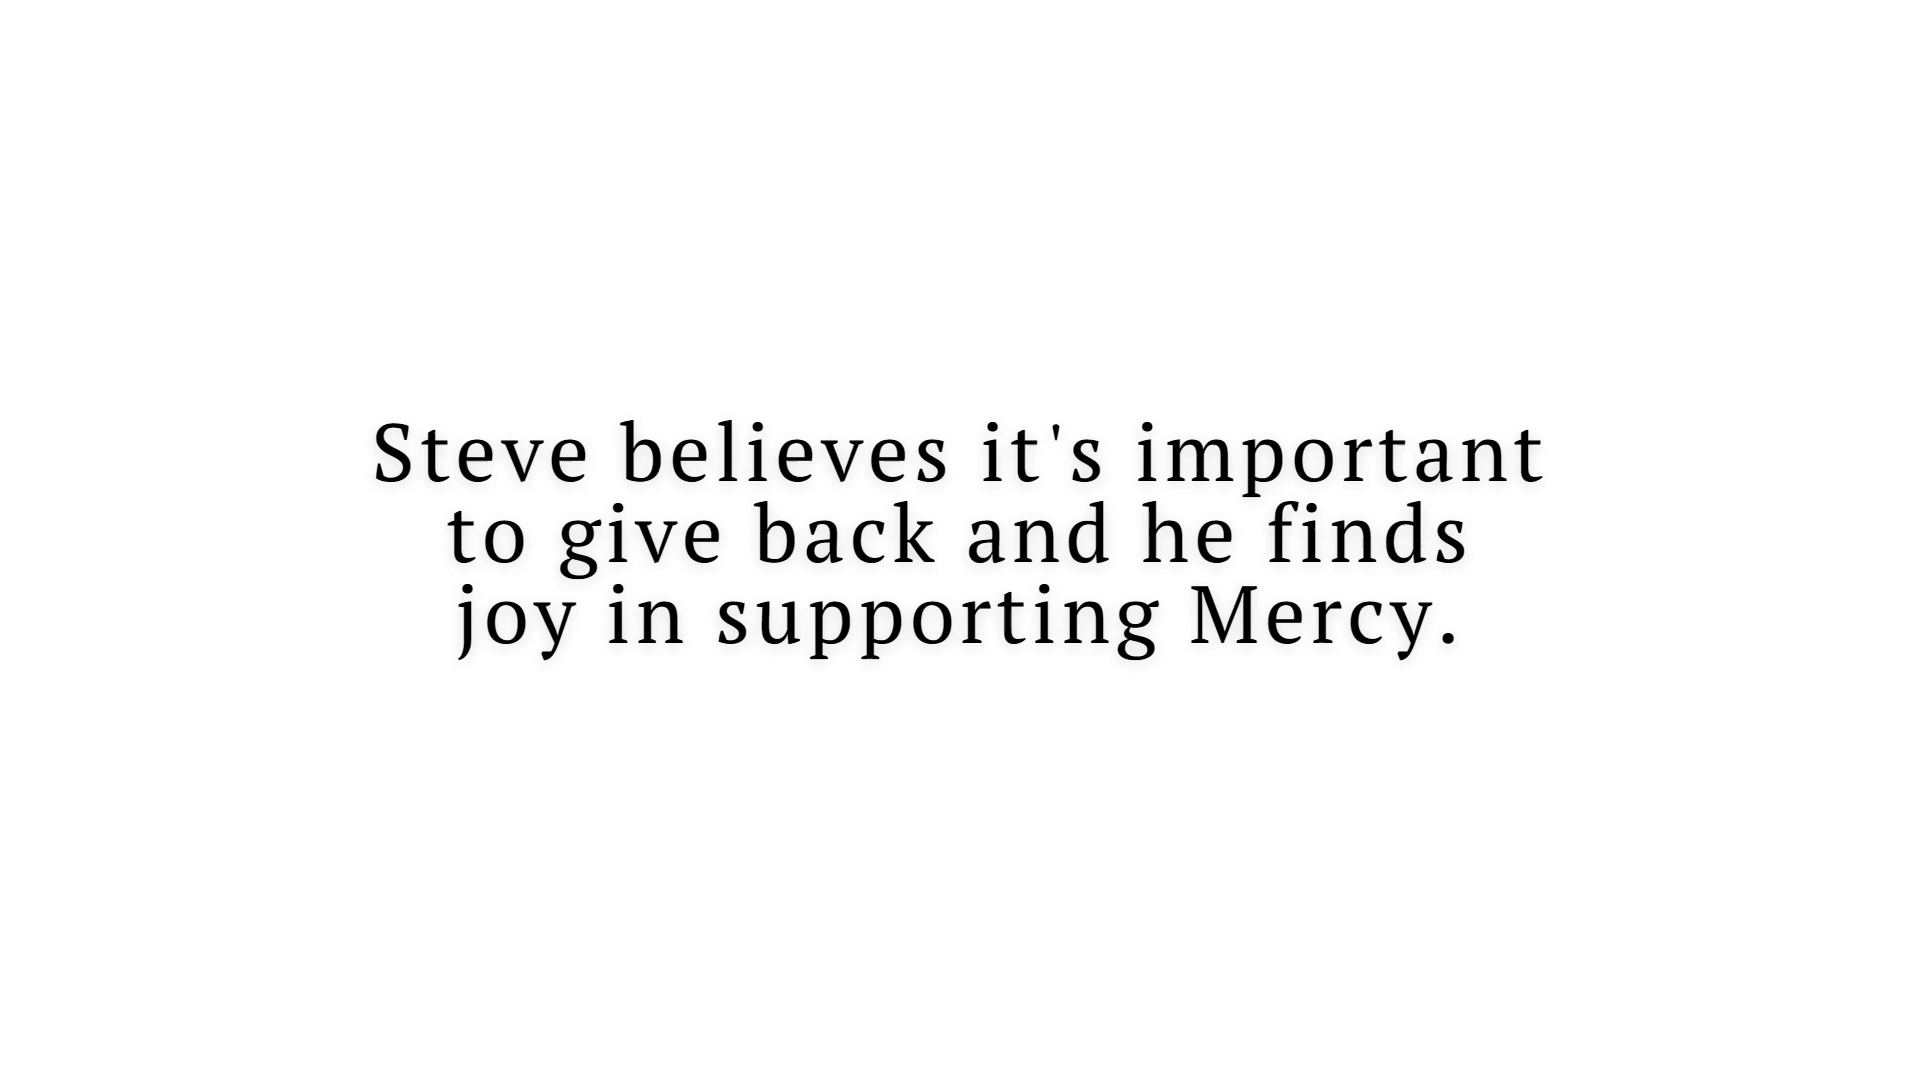 Steve believes it's important
to give back and he finds
joy in supporting Mercy.